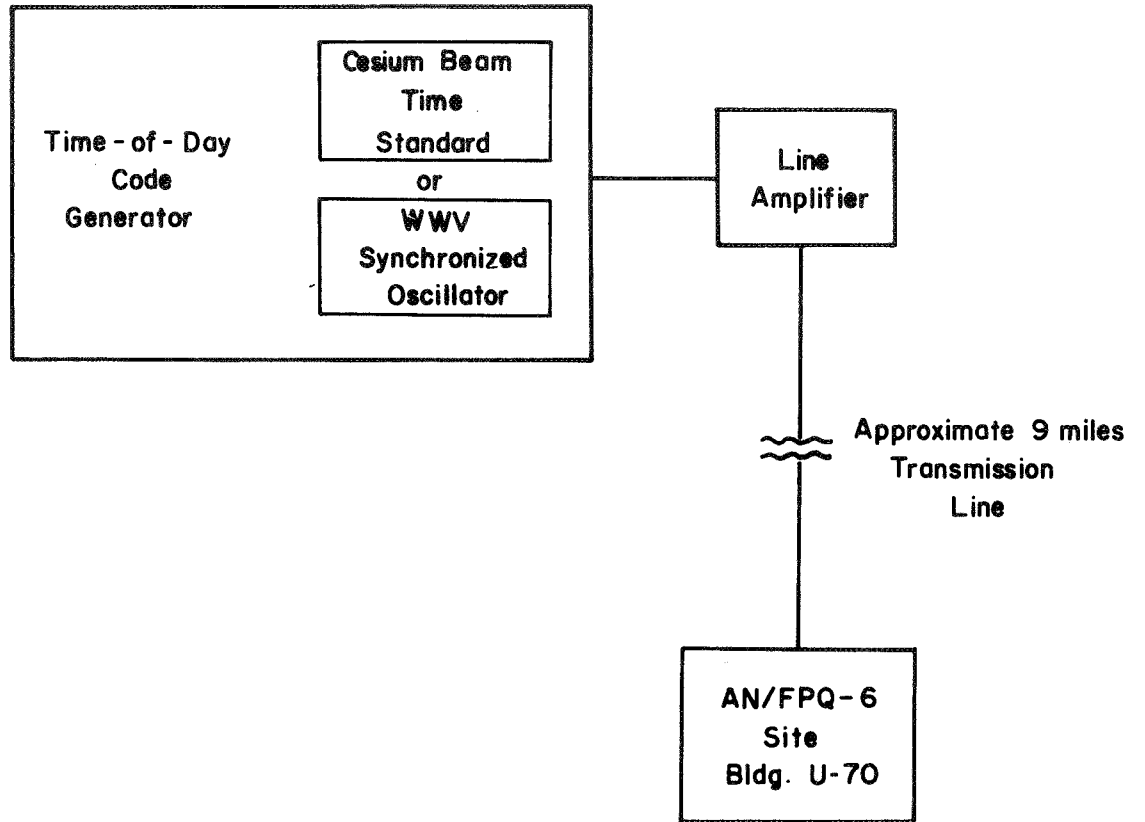 Time-of-Day
Code
Generator
Cesium Beam
Time
Standard
or
WWV
Synchronized
Oscillator
Line
Amplifier
Approximate 9 miles
Transmission
Line
AN/FPQ-6
Site
Bldg. U-70